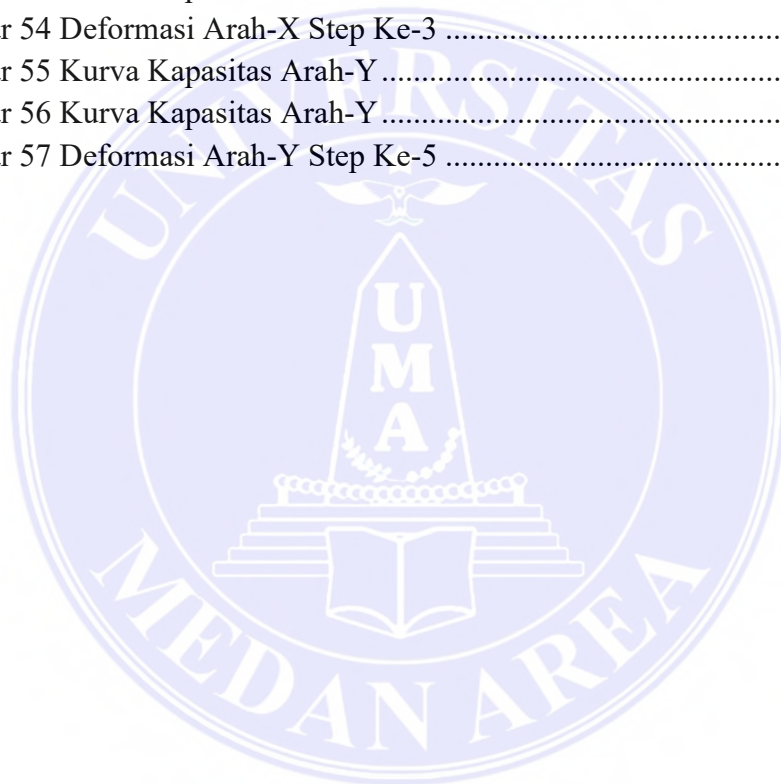 r 54 Deformasi Arah-X Step Ke-3 ..........................................
r 55 Kurva Kapasitas Arah-Y ..................................................
r 56 Kurva Kapasitas Arah-Y ..................................................
r 57 Deformasi Arah-Y Step Ke-5 ..........................................
UNIVERSITAS
U
M
A
MEDAN AREA